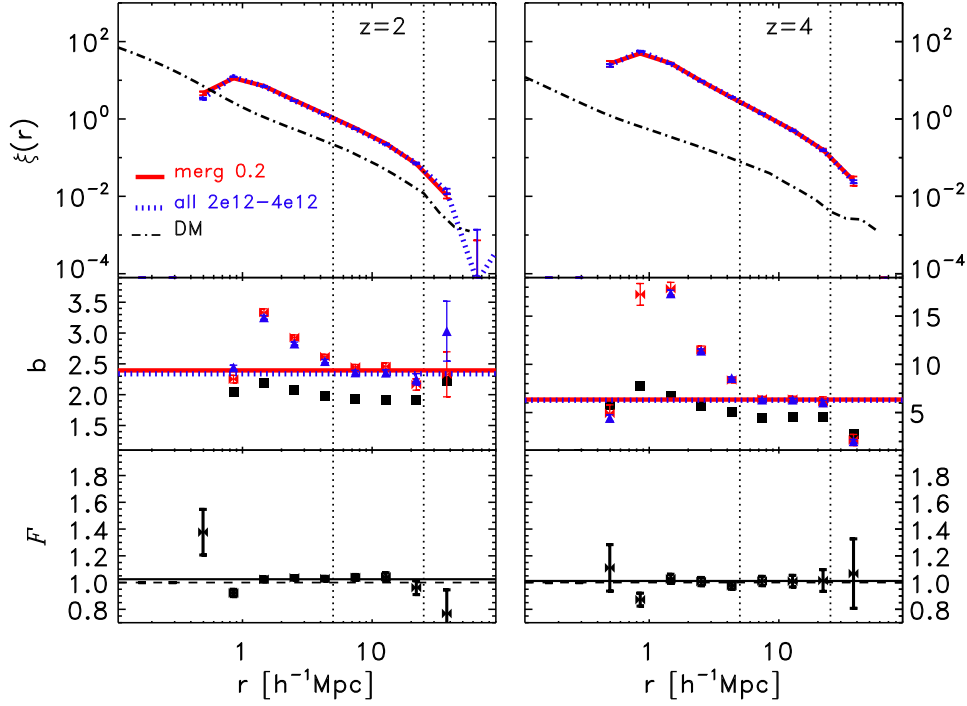 z=2
z=4
10²
10⁰
10⁻²
10⁻⁴
ξ(r)
merg 0.2
all 2e12−4e12
DM
10²
10⁰
10⁻²
10⁻⁴
3.5
3.0
2.5
2.0
1.5
b
15
10
5
b
1.8
1.6
1.4
1.2
1.0
0.8
F
1.8
1.6
1.4
1.2
1.0
0.8
F
1
10
r [h⁻¹Mpc]
1
10
r [h⁻¹Mpc]